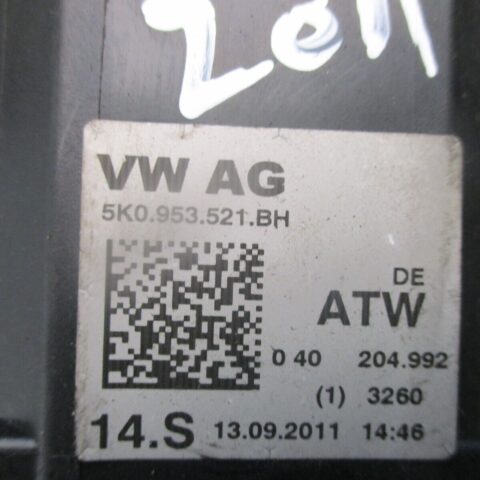 2011
VW AG
5K0.953.521.BH
DE
ATW
0 40 204.992
(1) 3260
14.S 13.09.2011 14:46